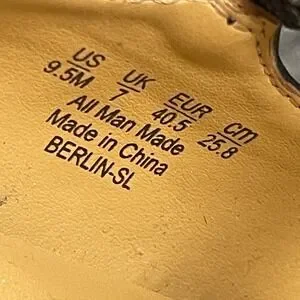 US UK EUR cm
9.5M 7 40.5 25.8
All Man Made
Made in China
BERLIN-SL